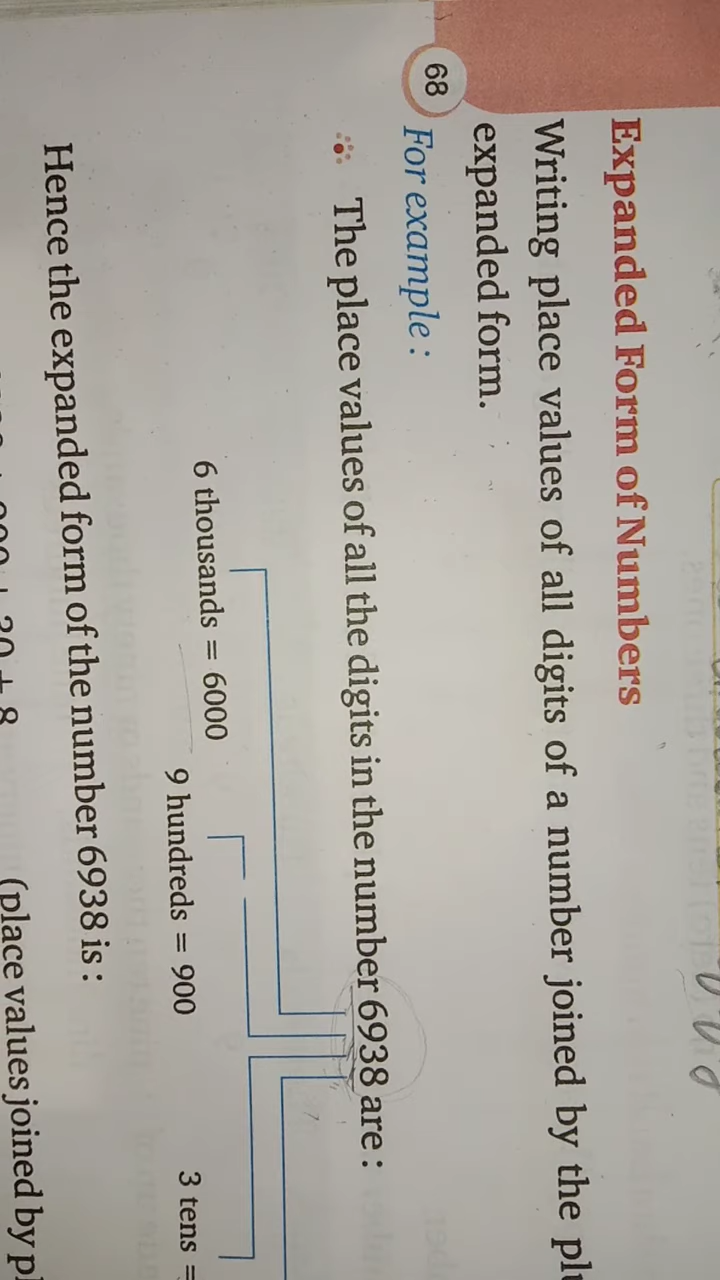 68
Expanded Form of Numbers
Writing place values of all digits of a number joined by the
expanded form.
For example :
The place values of all the digits in the number 6938 are :
6 thousands = 6000
9 hundreds = 900
3 tens =
Hence the expanded form of the number 6938 is :
+ 30 + 8
(place values joined by